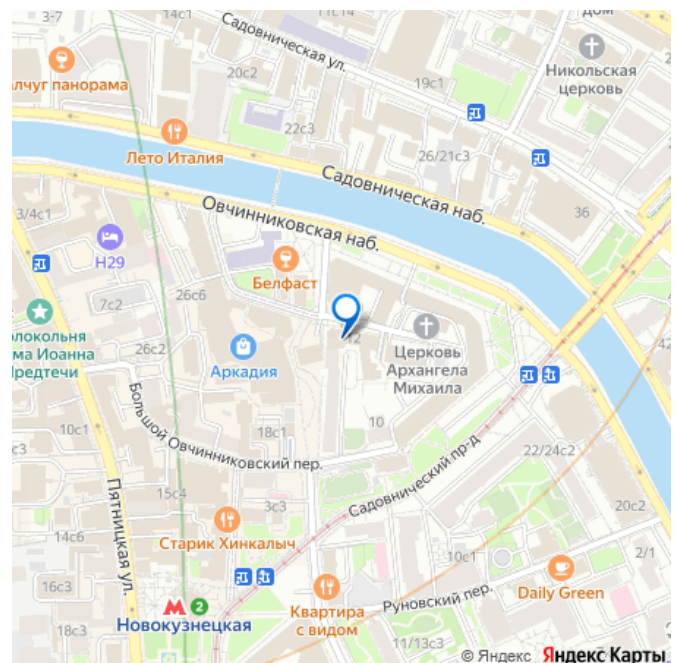 3-7
14с1
11с14
дом
Садовническая ул.
20с2
19с1
Никольская
церковь
алчуг панорама
22с3
26/21с3
Лето Италия
Садовническая наб.
36
Овчинниковская наб.
3/4с1
H29
Белфаст
7с2
26с6
олокольня
ма Иоанна
Предтечи
26с2
Аркадия
12
Церковь
Архангела
Михаила
42
10с1
Большой Овчинниковский пер.
18с1
10
22/24с2
Садовнический пр-д
Пятницкая ул.
15с4
3с3
20с2
14с6
Старик Хинкалыч
10с1
2/1
16с3
Daily Green
Руновский пер.
2
Новокузнецкая
Квартира
с видом
18с3
11/13с3
© Яндекс Яндекс Карты